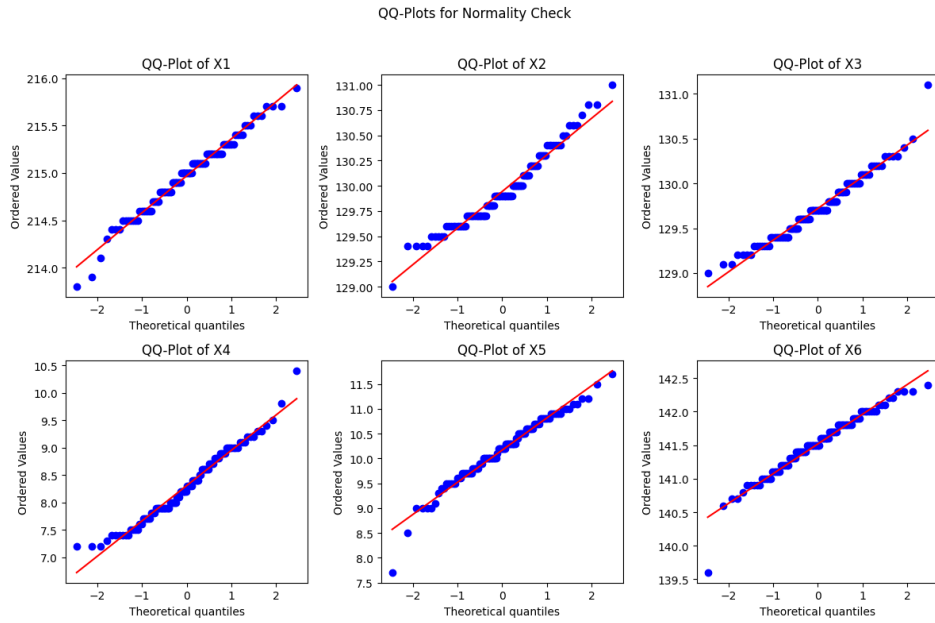 QQ-Plots for Normality Check
QQ-Plot of X1
216.0
215.5
215.0
214.5
214.0
Ordered Values
−2 −1 0 1 2
Theoretical quantiles
QQ-Plot of X2
131.00
130.75
130.50
130.25
130.00
129.75
129.50
129.25
129.00
Ordered Values
−2 −1 0 1 2
Theoretical quantiles
QQ-Plot of X3
131.0
130.5
130.0
129.5
129.0
Ordered Values
−2 −1 0 1 2
Theoretical quantiles
QQ-Plot of X4
10.5
10.0
9.5
9.0
8.5
8.0
7.5
7.0
Ordered Values
−2 −1 0 1 2
Theoretical quantiles
QQ-Plot of X5
11.5
11.0
10.5
10.0
9.5
9.0
8.5
8.0
7.5
Ordered Values
−2 −1 0 1 2
Theoretical quantiles
QQ-Plot of X6
142.5
142.0
141.5
141.0
140.5
140.0
139.5
Ordered Values
−2 −1 0 1 2
Theoretical quantiles